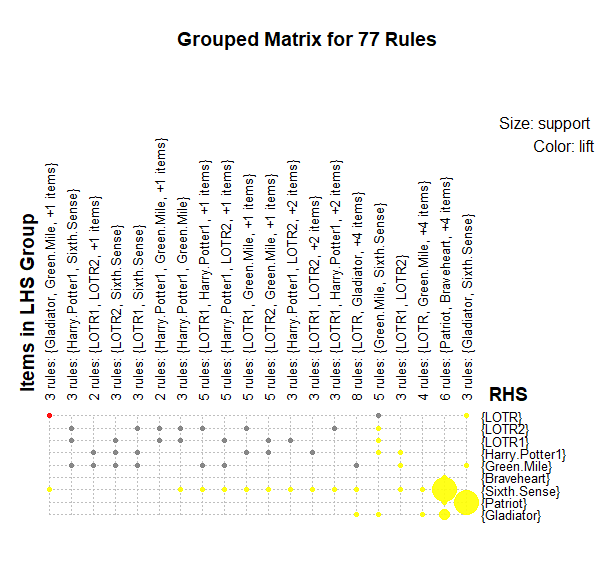 Grouped Matrix for 77 Rules
Size: support
Color: lift
Items in LHS Group
3 rules: {Gladiator, Green.Mile, +1 items}
3 rules: {Harry.Potter1, Sixth.Sense}
2 rules: {LOTR1, LOTR2, +1 items}
3 rules: {LOTR2, Sixth.Sense}
3 rules: {LOTR1, Sixth.Sense}
2 rules: {Harry.Potter1, Green.Mile, +1 items}
3 rules: {Harry.Potter1, Green.Mile}
5 rules: {LOTR1, Harry.Potter1, +1 items}
5 rules: {Harry.Potter1, LOTR2, +1 items}
5 rules: {LOTR1, Green.Mile, +1 items}
5 rules: {LOTR2, Green.Mile, +1 items}
3 rules: {Harry.Potter1, LOTR2, +2 items}
3 rules: {LOTR1, LOTR2, +2 items}
3 rules: {LOTR1, Harry.Potter1, +2 items}
8 rules: {LOTR, Gladiator, +4 items}
5 rules: {Green.Mile, Sixth.Sense}
3 rules: {LOTR1, LOTR2}
4 rules: {LOTR, Green.Mile, +4 items}
6 rules: {Patriot, Braveheart, +4 items}
3 rules: {Gladiator, Sixth.Sense}
RHS
{LOTR}
{LOTR2}
{LOTR1}
{Harry.Potter1}
{Green.Mile}
{Braveheart}
{Sixth.Sense}
{Patriot}
{Gladiator}